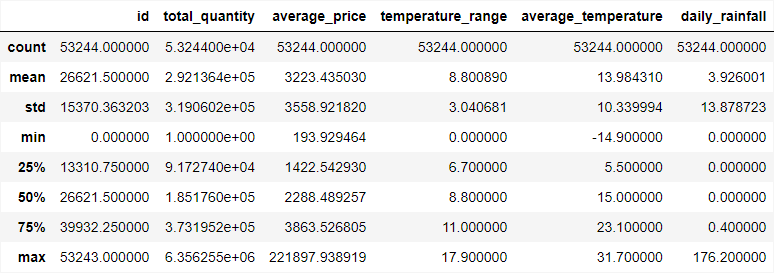 id total_quantity average_price temperature_range average_temperature daily_rainfall
count 53244.000000 5.324400e+04 53244.000000 53244.000000 53244.000000 53244.000000
mean 26621.500000 2.921364e+05 3223.435030 8.800890 13.984310 3.926001
std 15370.363203 3.190602e+05 3558.921820 3.040681 10.339994 13.878723
min 0.000000 1.000000e+00 193.929464 0.000000 -14.900000 0.000000
25% 13310.750000 9.172740e+04 1422.542930 6.700000 5.500000 0.000000
50% 26621.500000 1.851760e+05 2288.489257 8.800000 15.000000 0.000000
75% 39932.250000 3.731952e+05 3863.526805 11.000000 23.100000 0.400000
max 53243.000000 6.356255e+06 221897.938919 17.900000 31.700000 176.200000